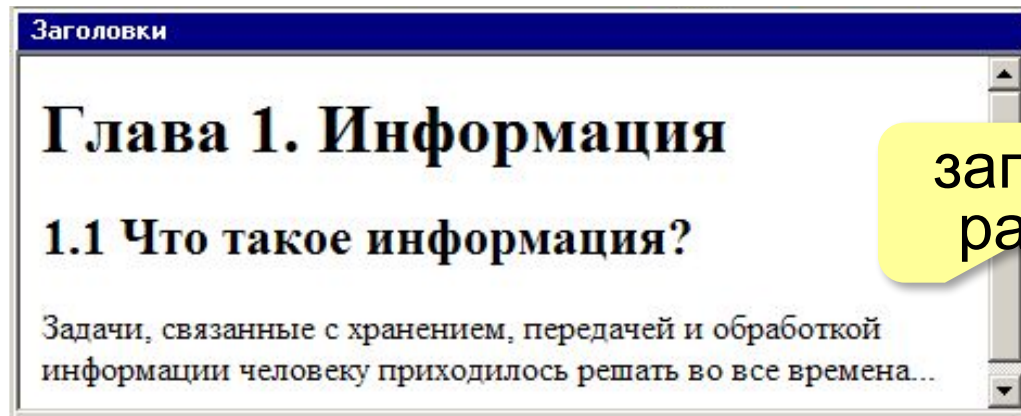 Заголовки
Глава 1. Информация
1.1 Что такое информация?
Задачи, связанные с хранением, передачей и обработкой
информации человеку приходилось решать во все времена...